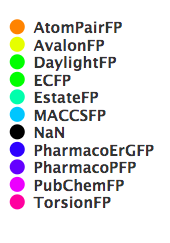 AtomPairFP
AvalonFP
DaylightFP
ECFP
EstateFP
MACCSFP
NaN
PharmacoErGFP
PharmacoPFP
PubChemFP
TorsionFP